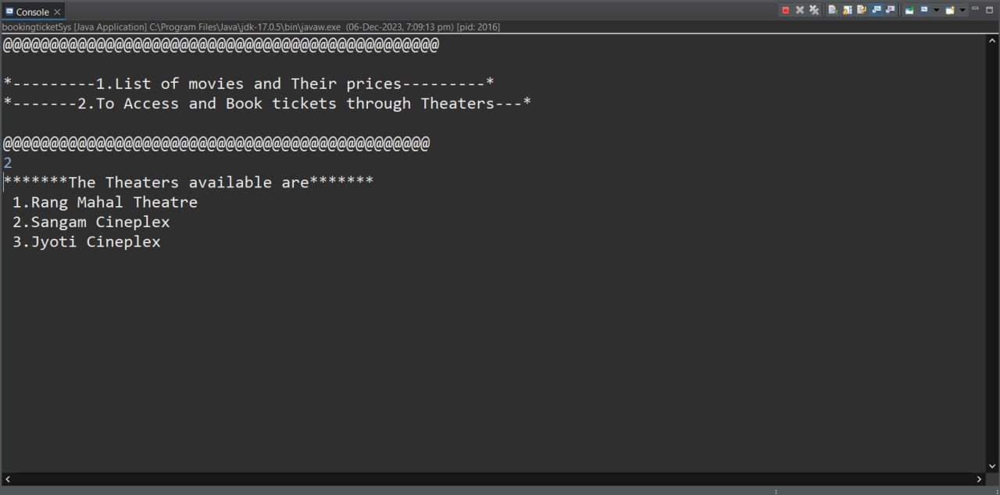 Console
bookingticketSys [Java Application] C:\Program Files\Java\jdk-17.0.5\bin\javaw.exe (06-Dec-2023, 7:09:13 pm) [pid: 2016]
@@@@@@@@@@@@@@@@@@@@@@@@@@@@@@@@@@@@@@@@@@@@@@@
*---------1.List of movies and Their prices---------*
*-------2.To Access and Book tickets through Theaters---*
@@@@@@@@@@@@@@@@@@@@@@@@@@@@@@@@@@@@@@@@@@@@@@
2
*******The Theaters available are*******
1.Rang Mahal Theatre
2.Sangam Cineplex
3.Jyoti Cineplex